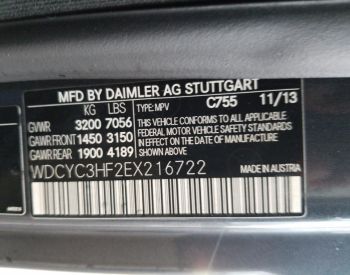 MFD BY DAIMLER AG STUTTGART
KG LBS TYPE: MPV C755 11/13
GVWR 3200 7056 THIS VEHICLE CONFORMS TO ALL APPLICABLE
GAWR FRONT 1450 3150 FEDERAL MOTOR VEHICLE SAFETY STANDARDS
GAWR REAR 1900 4189 IN EFFECT ON THE DATE OF MANUFACTURE
SHOWN ABOVE.
WDCYC3HF2EX216722 MADE IN AUSTRIA